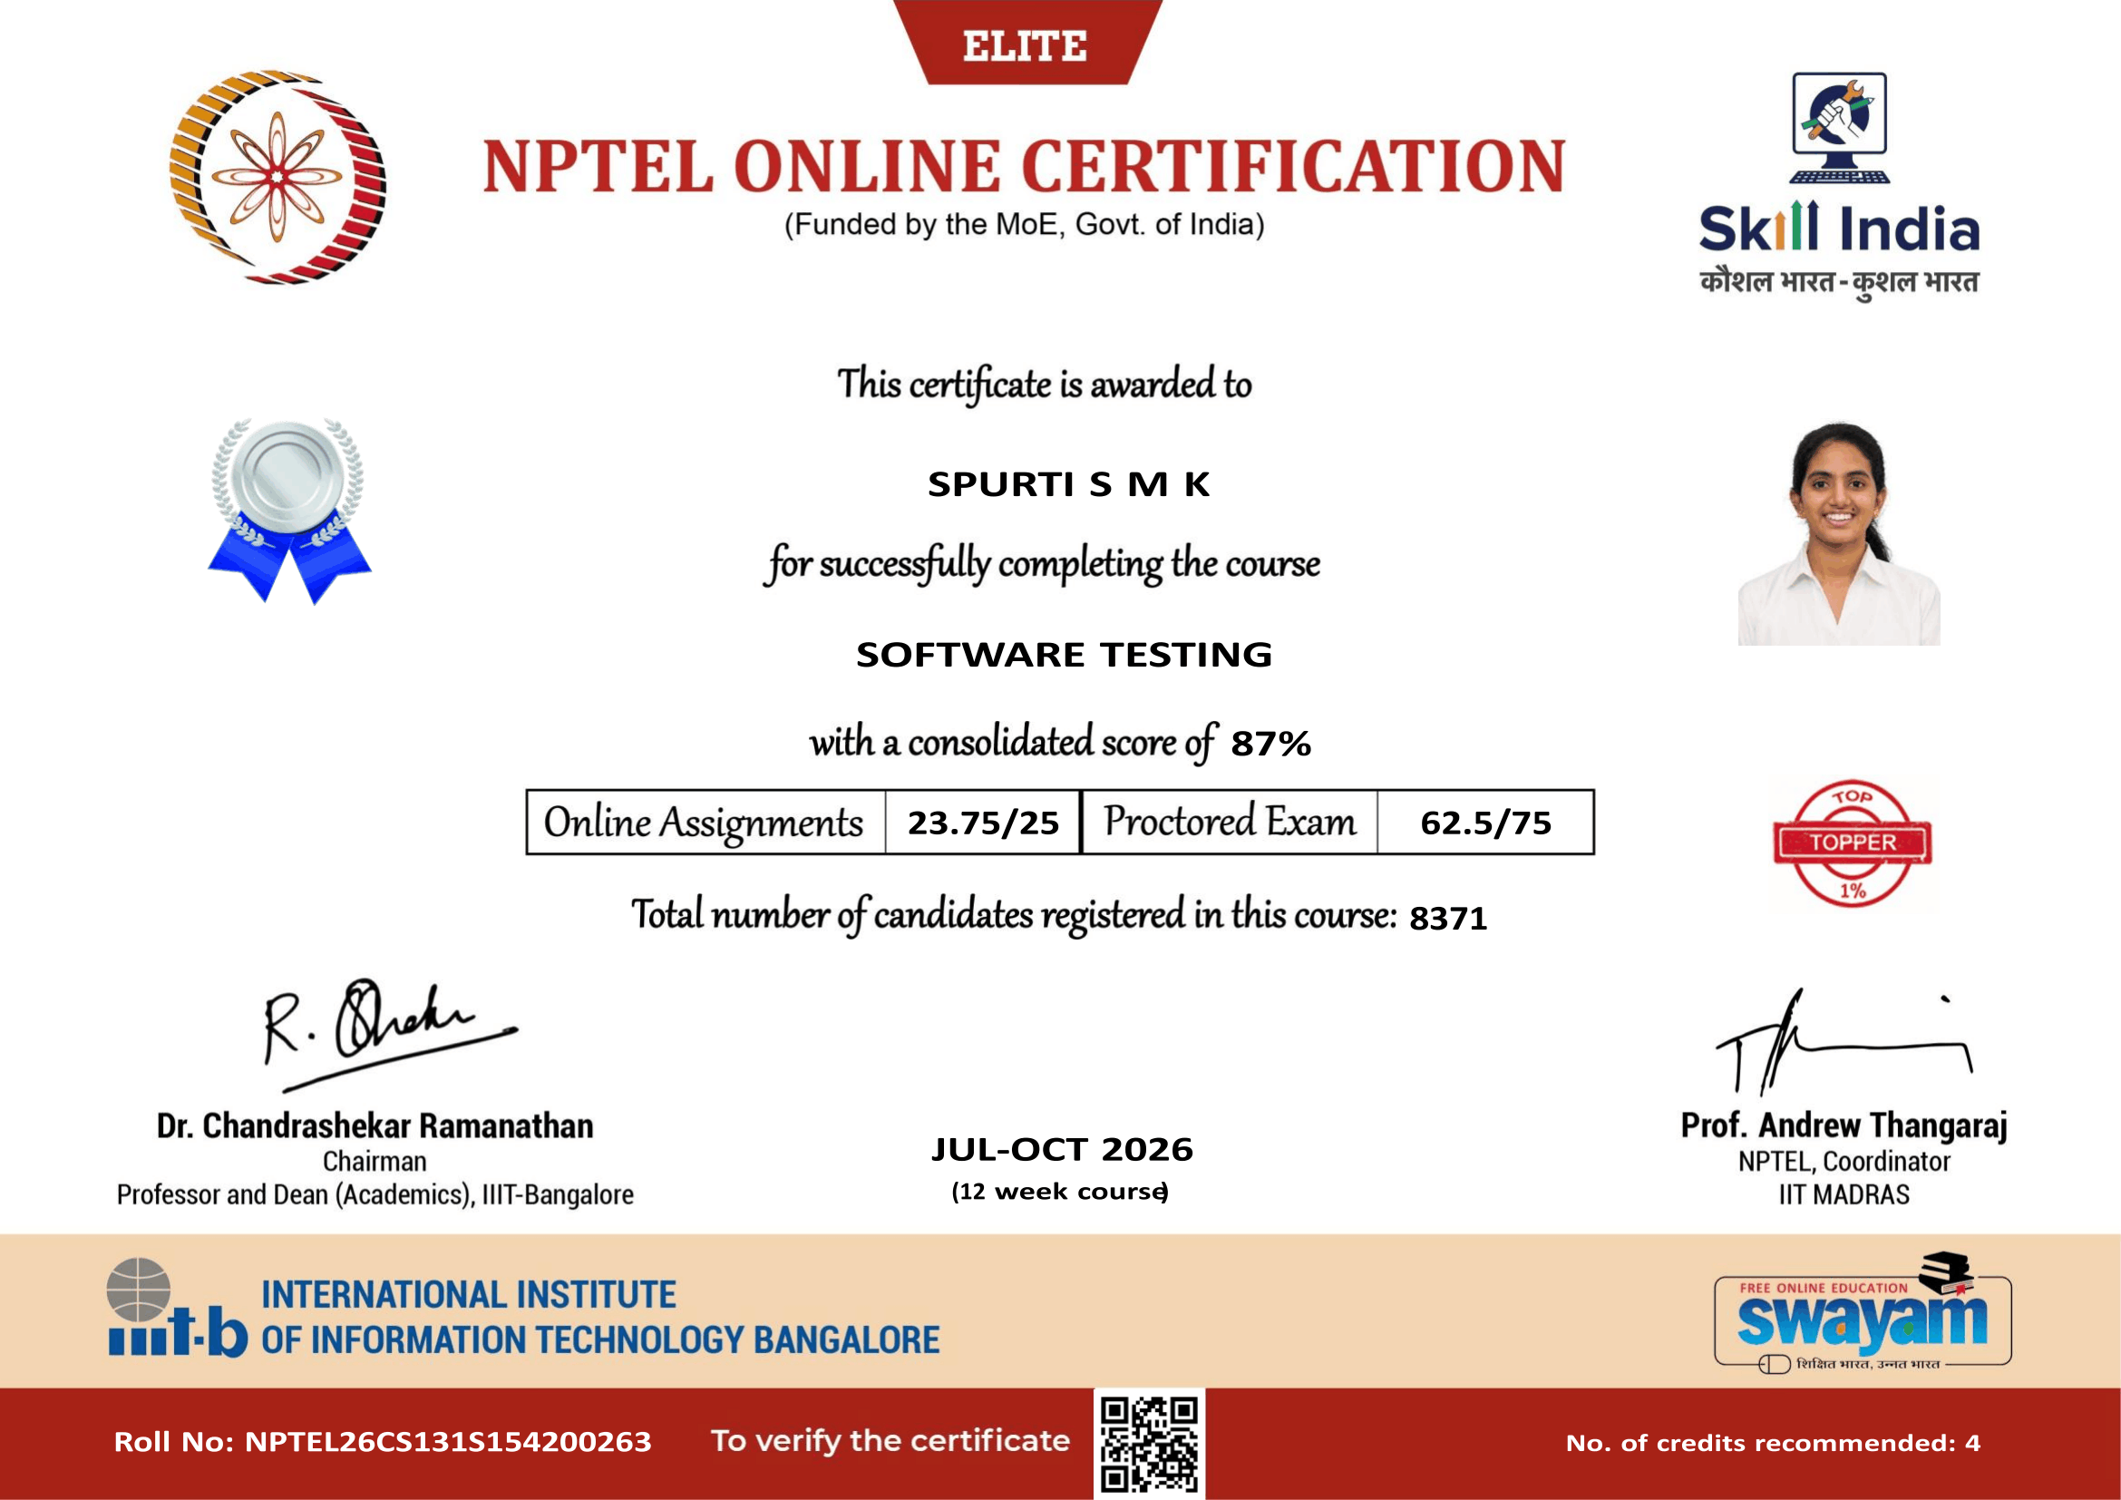 ELITE
NPTEL ONLINE CERTIFICATION
(Funded by the MoE, Govt. of India)
Skill India
कौशल भारत - कुशल भारत
This certificate is awarded to
SPURTI S M K
for successfully completing the course
SOFTWARE TESTING
with a consolidated score of 87%
Online Assignments 23.75/25 Proctored Exam 62.5/75
TOP
TOPPER
1%
Total number of candidates registered in this course: 8371
Dr. Chandrashekar Ramanathan
Chairman
Professor and Dean (Academics), IIIT-Bangalore
JUL-OCT 2026
(12 week course)
Prof. Andrew Thangaraj
NPTEL, Coordinator
IIT MADRAS
iiit-b
INTERNATIONAL INSTITUTE
OF INFORMATION TECHNOLOGY BANGALORE
FREE ONLINE EDUCATION
swayam
शिक्षित भारत, उन्नत भारत
Roll No: NPTEL26CS131S154200263
To verify the certificate
No. of credits recommended: 4